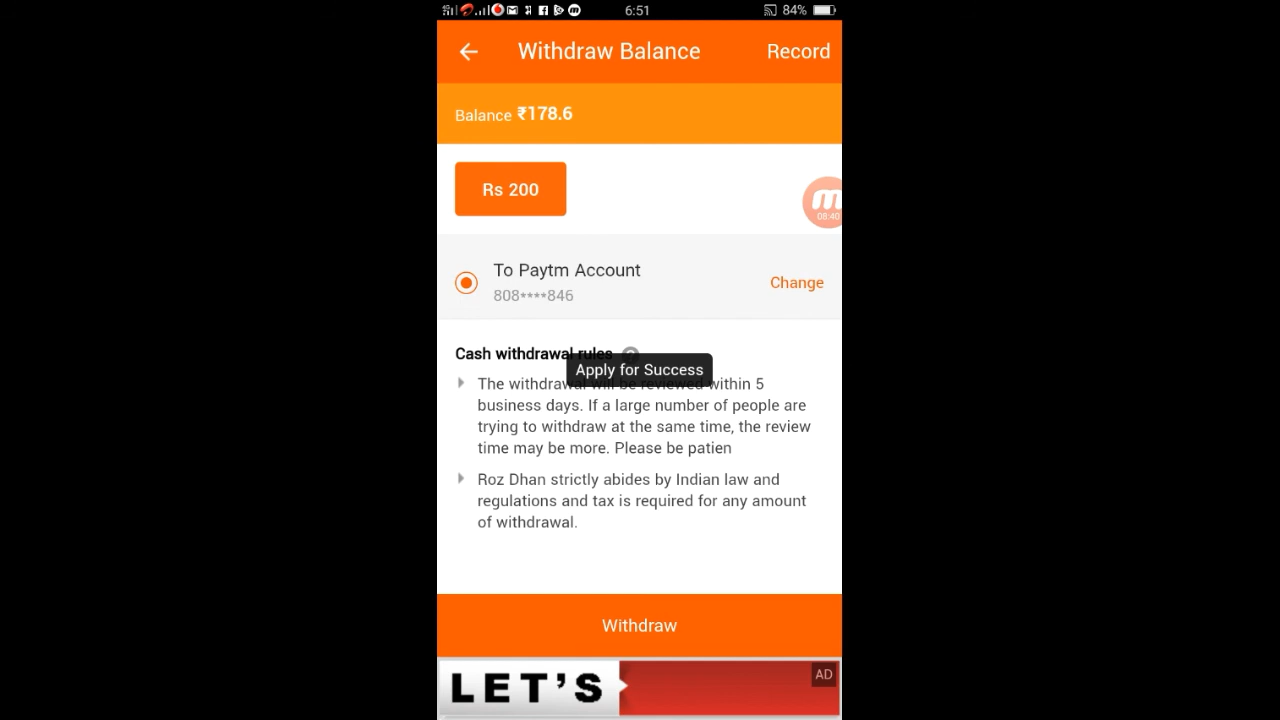 6:51 84%
Withdraw Balance Record
Balance ₹178.6
Rs 200
08:40
To Paytm Account
808****846
Change
Cash withdrawal rules
Apply for Success
The withdrawal will be reviewed within 5
business days. If a large number of people are
trying to withdraw at the same time, the review
time may be more. Please be patien
Roz Dhan strictly abides by Indian law and
regulations and tax is required for any amount
of withdrawal.
Withdraw
LET'S
AD